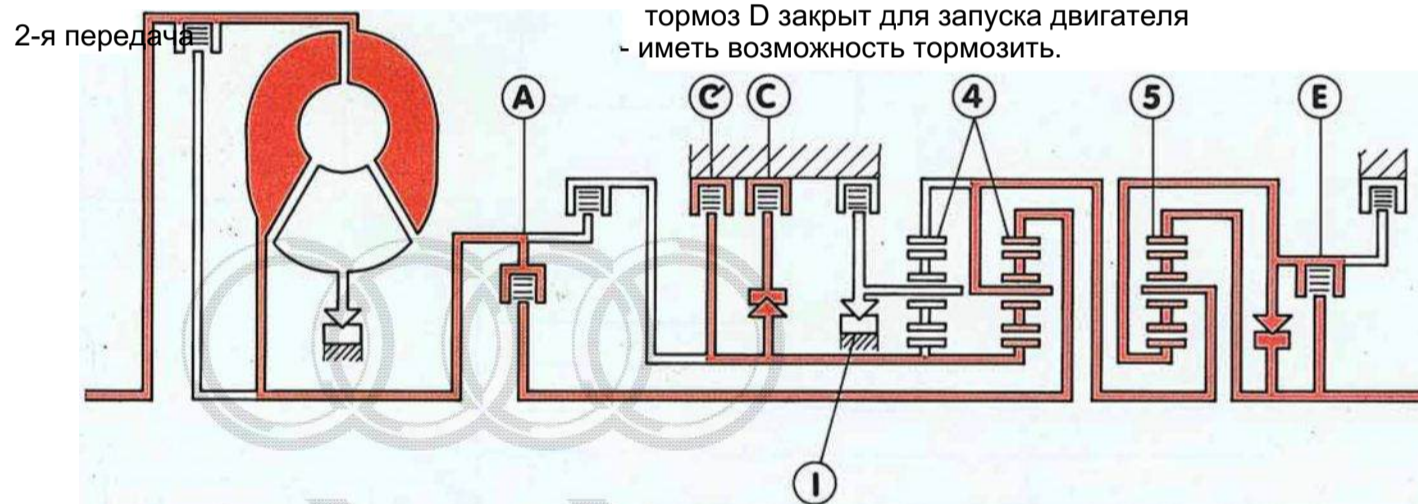 тормоз D закрыт для запуска двигателя
2-я передача
- иметь возможность тормозить.
A
C'
C
4
5
E
I